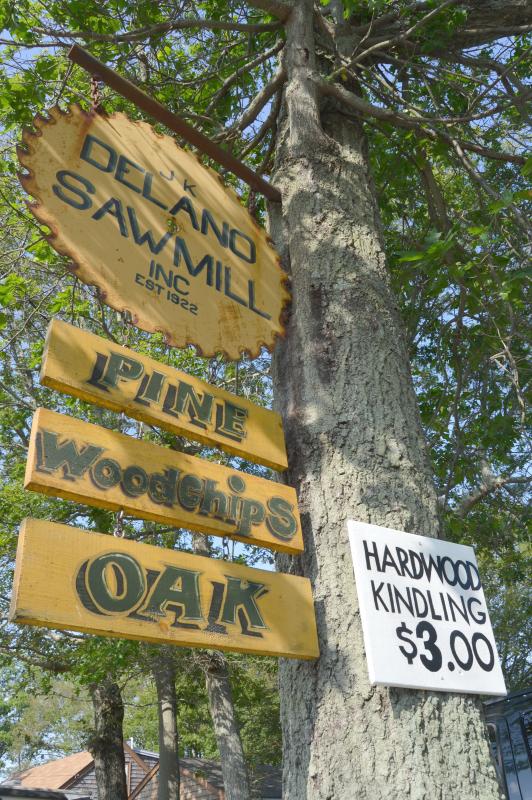 J K
DELANO
SAWMILL
INC
EST 1922
PINE
WoodChips
OAK
HARDWOOD
KINDLING
$3.00